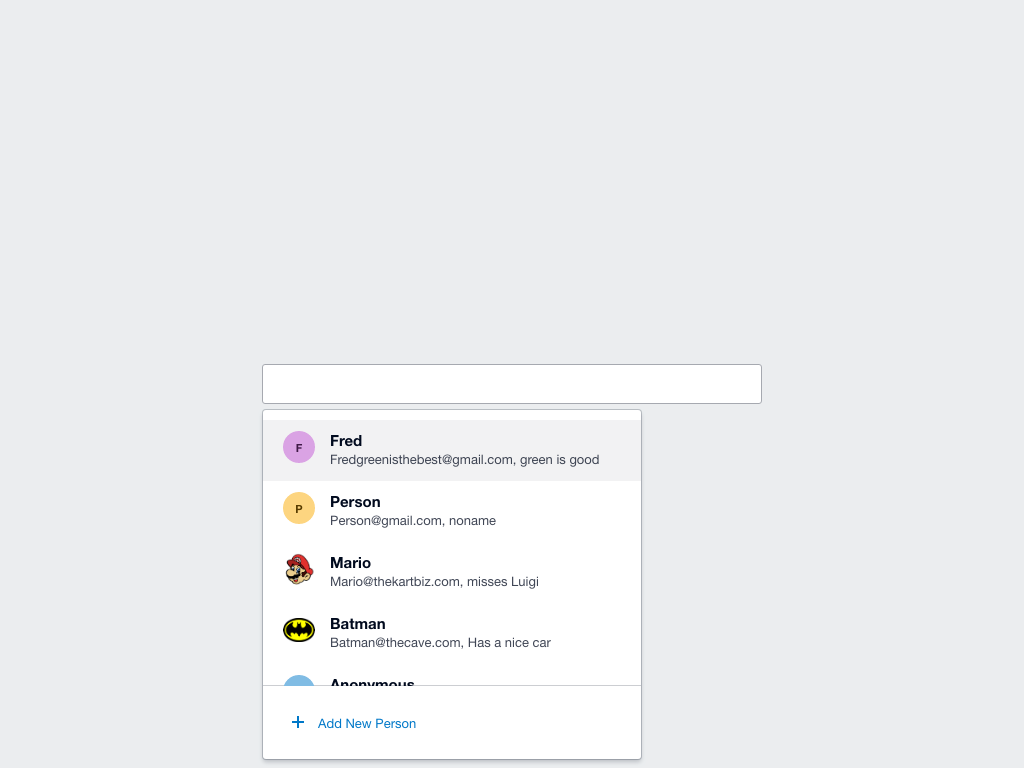 F
Fred
Fredgreenisthebest@gmail.com, green is good
P
Person
Person@gmail.com, noname
Mario
Mario@thekartbiz.com, misses Luigi
Batman
Batman@thecave.com, Has a nice car
Anonymous
Add New Person